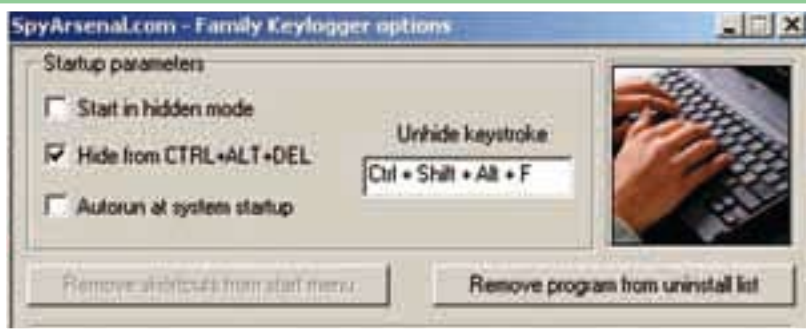 SpyArsenal.com - Family Keylogger options
Startup parameters
Start in hidden mode
Hide from CTRL+ALT+DEL
Autorun at system startup
Unhide keystroke
Ctrl + Shift + Alt + F
Remove shortcuts from start menu
Remove program from uninstall list